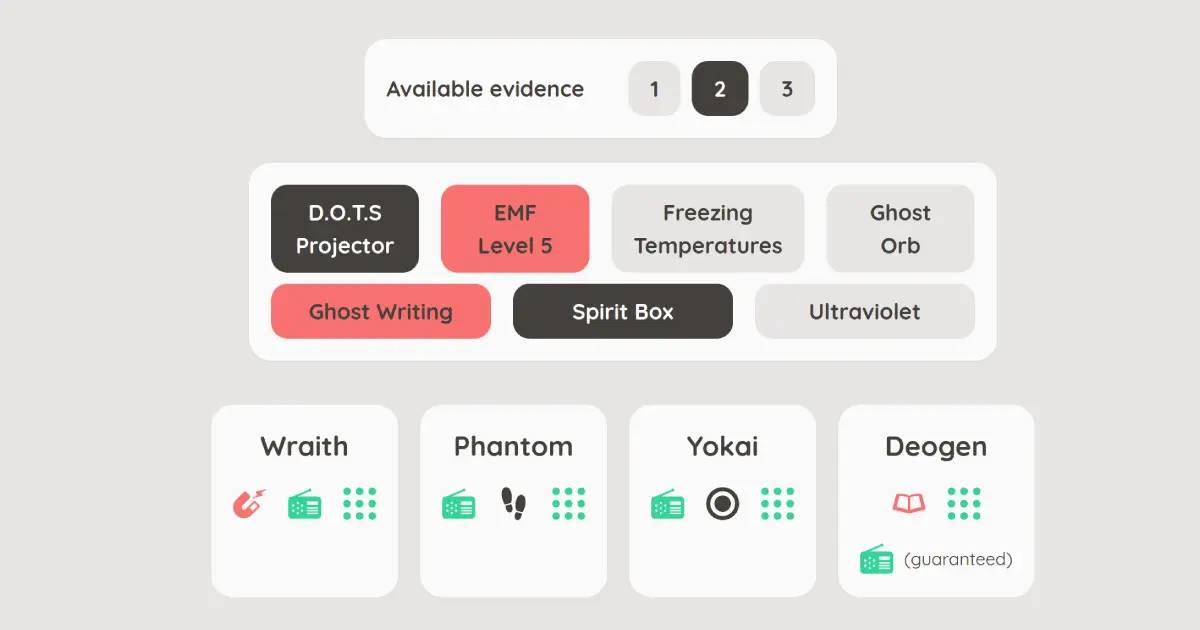 Available evidence
1
2
3
D.O.T.S
Projector
EMF
Level 5
Freezing
Temperatures
Ghost
Orb
Ghost Writing
Spirit Box
Ultraviolet
Wraith
Phantom
Yokai
Deogen
(guaranteed)